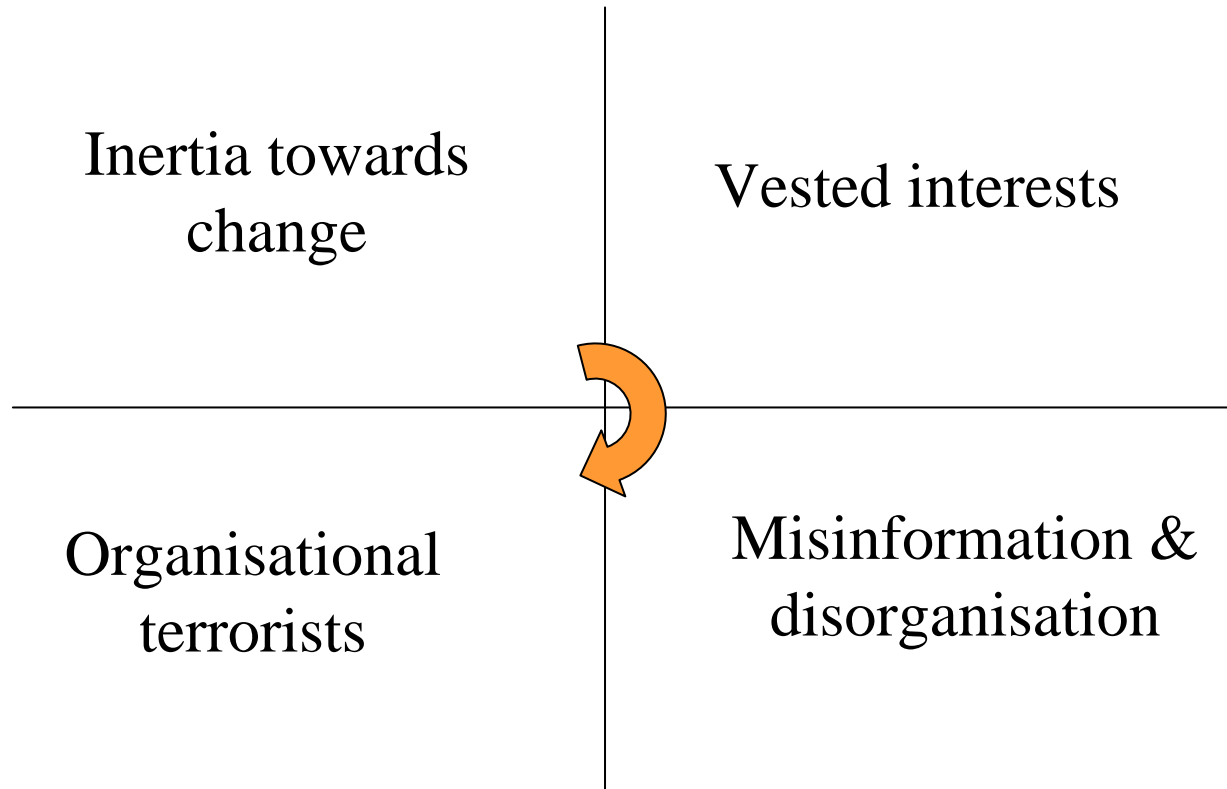 Inertia towards
change
Vested interests
Organisational
terrorists
Misinformation &
disorganisation